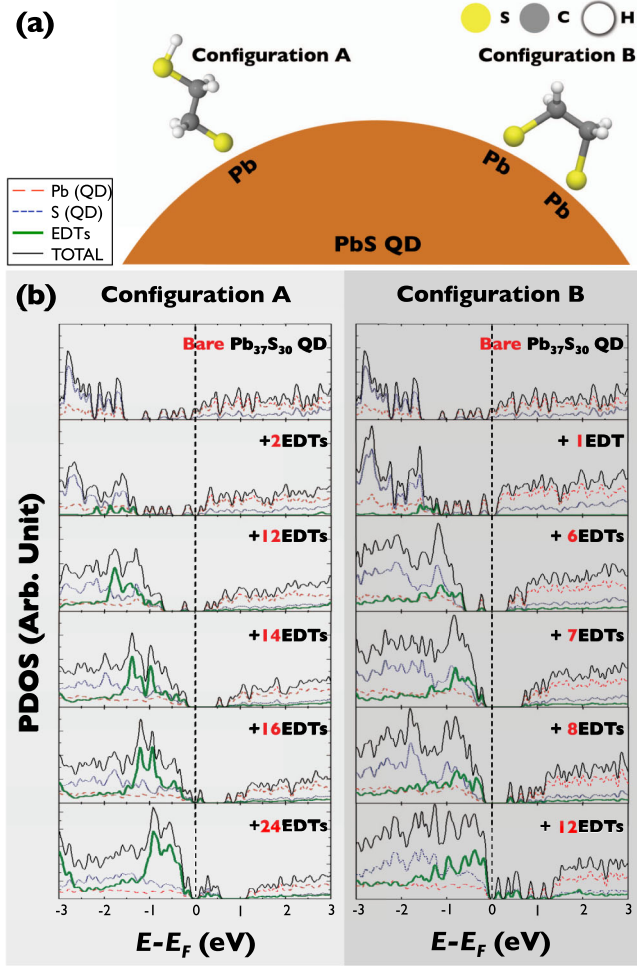 (a)
S C H
Configuration A
Configuration B
Pb
Pb
Pb
PbS QD
Pb (QD)
S (QD)
EDTs
TOTAL
(b)
Configuration A
Configuration B
PDOS (Arb. Unit)
Bare Pb37S30 QD
+2EDTs
+12EDTs
+14EDTs
+16EDTs
+24EDTs
-3 -2 -1 0 1 2 3
E-EF (eV)
Bare Pb37S30 QD
+ 1EDT
+ 6EDTs
+ 7EDTs
+ 8EDTs
+ 12EDTs
-3 -2 -1 0 1 2 3
E-EF (eV)